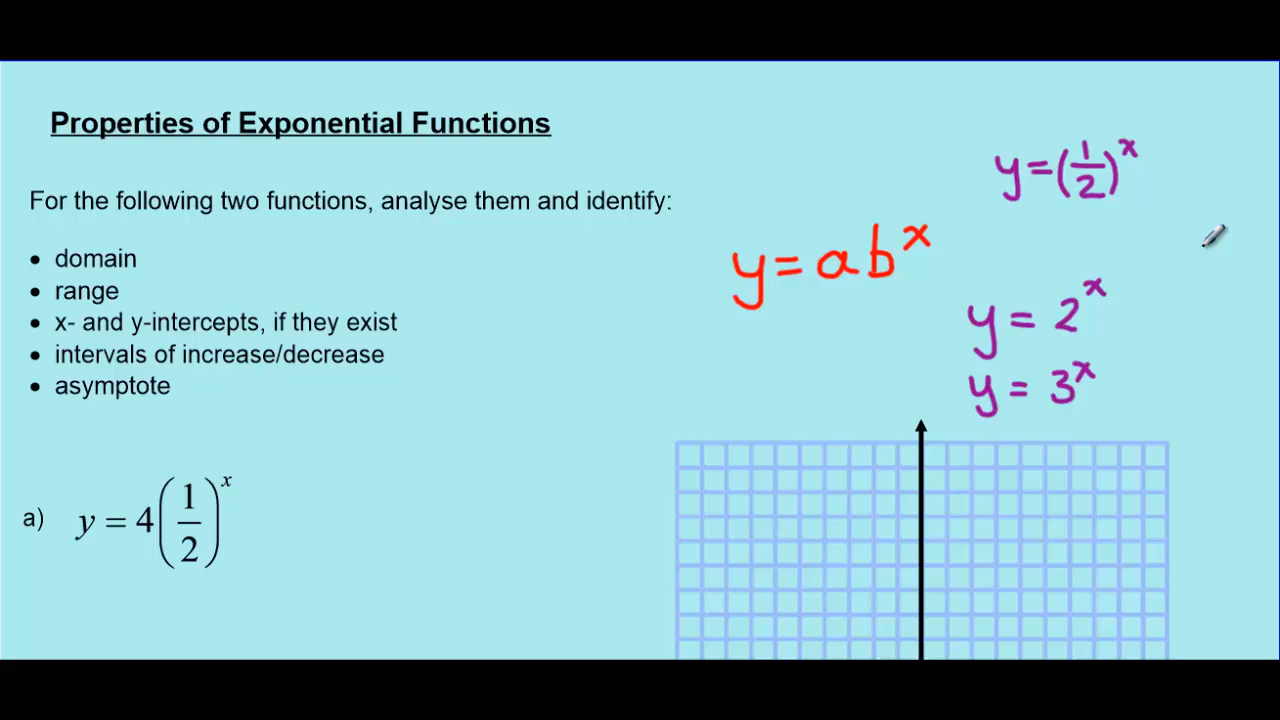 Properties of Exponential Functions
For the following two functions, analyse them and identify:
• domain
• range
• x- and y-intercepts, if they exist
• intervals of increase/decrease
• asymptote
y=(1/2)^x
y=ab^x
y=2^x
y=3^x
a) y=4(1/2)^x